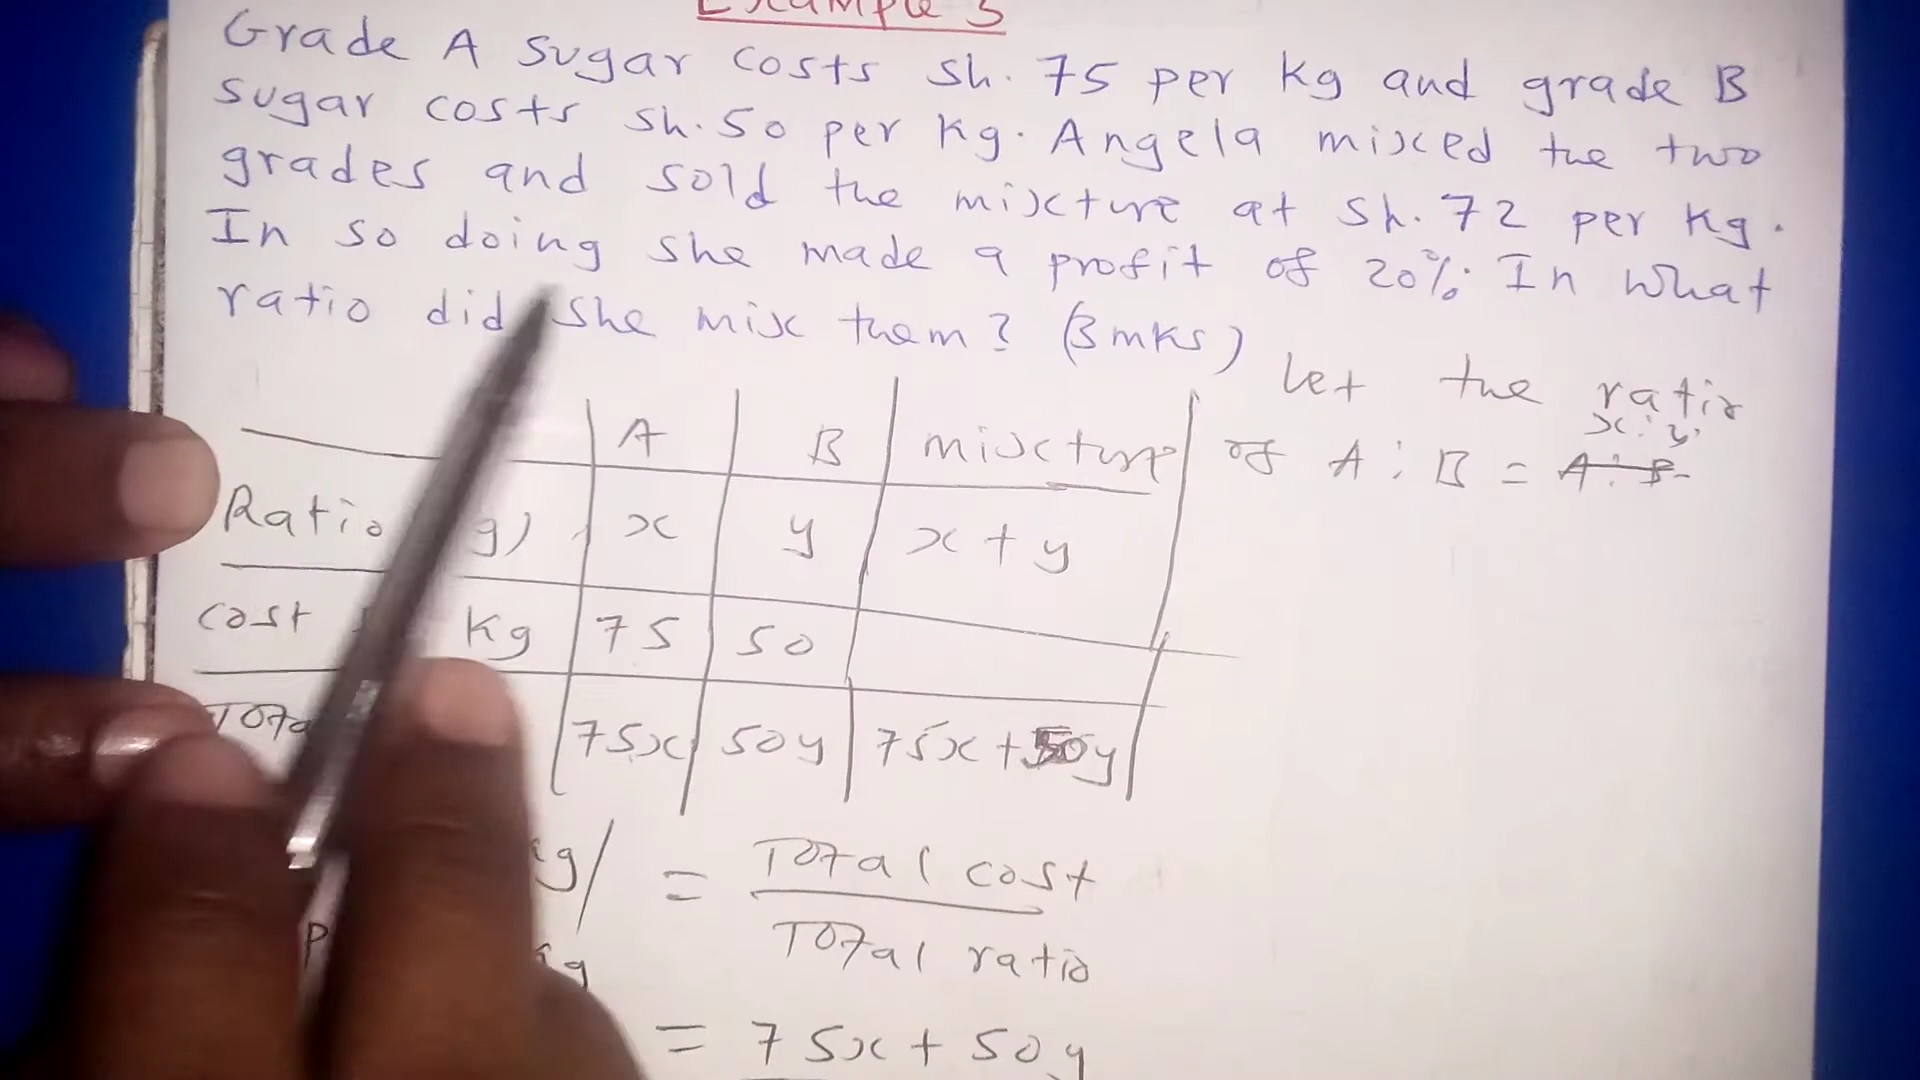 Example 3
Grade A sugar costs sh. 75 per kg and grade B
sugar costs sh. 50 per kg. Angela mixed the two
grades and sold the mixture at sh. 72 per kg.
In so doing she made a profit of 20%. In what
ratio did she mix them? (3mks)
Let the ratio
x:y
of A : B = A:B
A B mixture
Ratio g) x y x + y
cost kg 75 50
Tota 75x 50y 75x + 50y
g/ = Total cost
Total ratio
= 75x + 50y